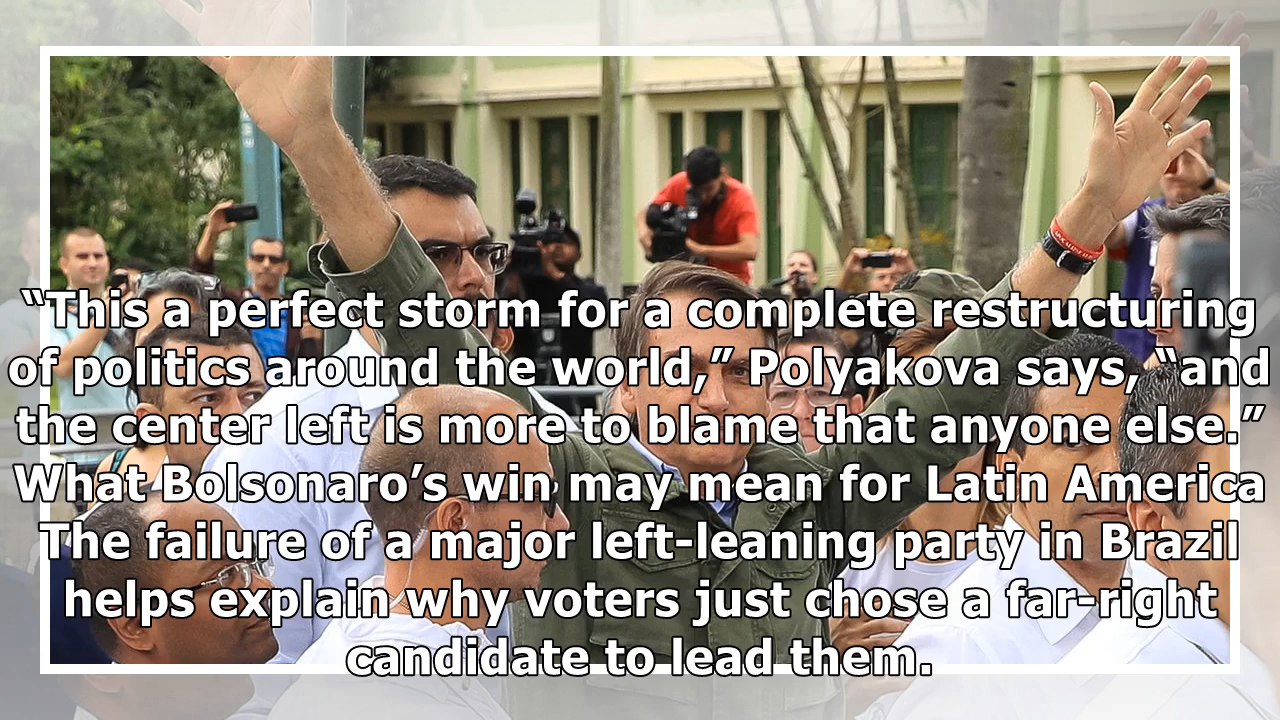 “This a perfect storm for a complete restructuring
of politics around the world,” Polyakova says, “and
the center left is more to blame that anyone else.”
What Bolsonaro’s win may mean for Latin America
The failure of a major left-leaning party in Brazil
helps explain why voters just chose a far-right
candidate to lead them.